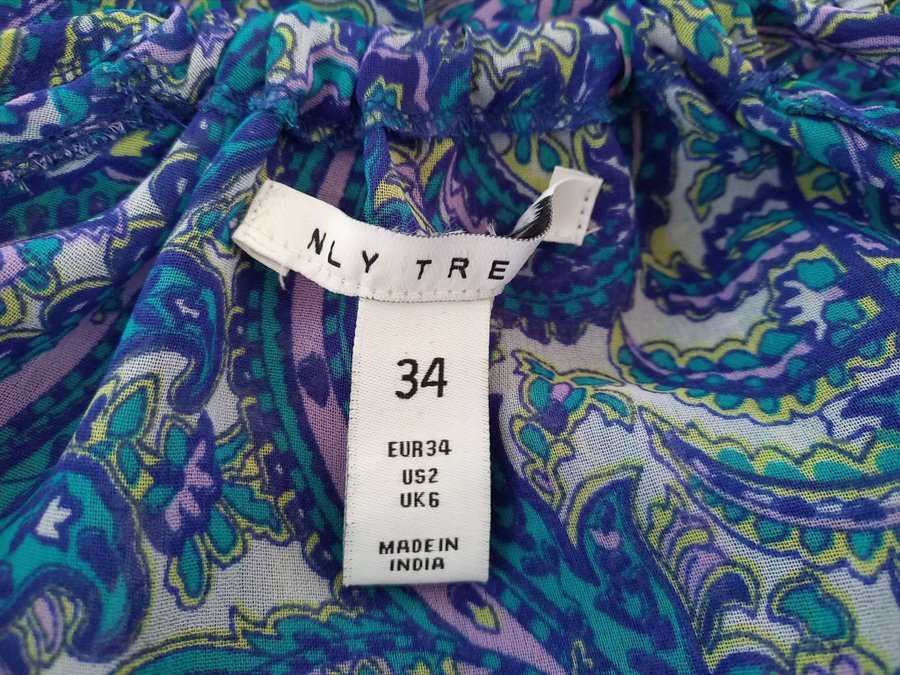 NLY TRE
34
EUR34
US2
UK6
MADE IN
INDIA